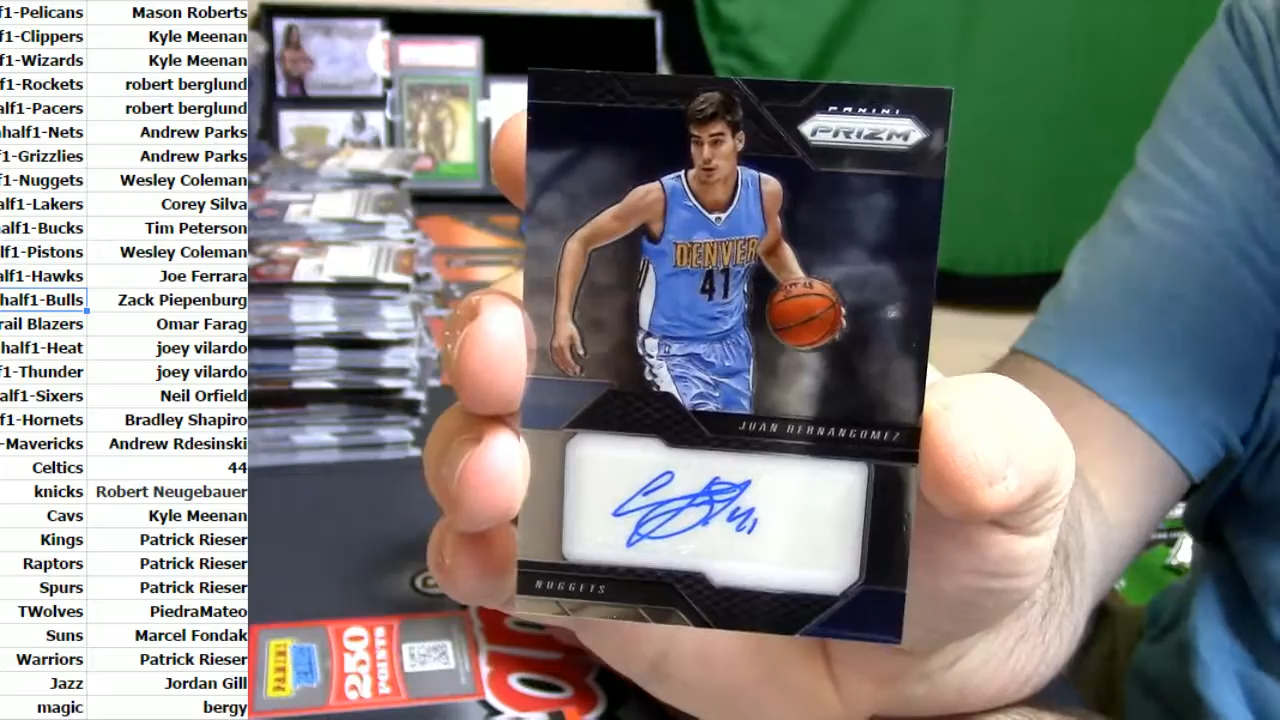 f1-Pelicans Mason Roberts
f1-Clippers Kyle Meenan
f1-Wizards Kyle Meenan
f1-Rockets robert berglund
alf1-Pacers robert berglund
half1-Nets Andrew Parks
f1-Grizzlies Andrew Parks
f1-Nuggets Wesley Coleman
alf1-Lakers Corey Silva
alf1-Bucks Tim Peterson
lf1-Pistons Wesley Coleman
alf1-Hawks Joe Ferrara
half1-Bulls Zack Piepenburg
rail Blazers Omar Farag
half1-Heat joey vilardo
f1-Thunder joey vilardo
alf1-Sixers Neil Orfield
f1-Hornets Bradley Shapiro
-Mavericks Andrew Rdesinski
Celtics 44
knicks Robert Neugebauer
Cavs Kyle Meenan
Kings Patrick Rieser
Raptors Patrick Rieser
Spurs Patrick Rieser
TWolves PiedraMateo
Suns Marcel Fondak
Warriors Patrick Rieser
Jazz Jordan Gill
magic bergy
PANINI
PRIZM
DENVER
41
JUAN HERNANGOMEZ
NUGGETS
PANINI
250
POINTS